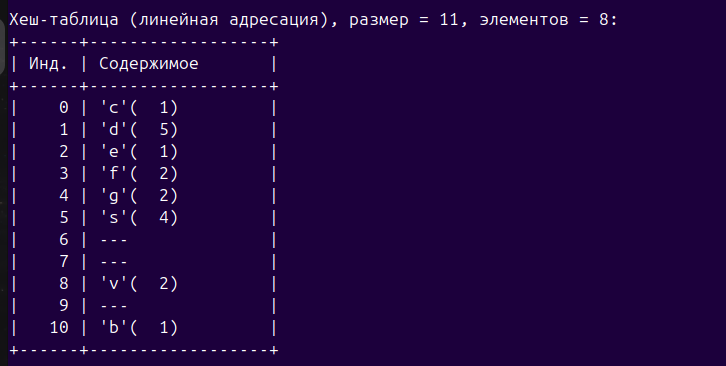 Хеш-таблица (линейная адресация), размер = 11, элементов = 8:
+------+------------------+
| Инд. | Содержимое       |
+------+------------------+
|    0 | 'c'(  1)         |
|    1 | 'd'(  5)         |
|    2 | 'e'(  1)         |
|    3 | 'f'(  2)         |
|    4 | 'g'(  2)         |
|    5 | 's'(  4)         |
|    6 | ---              |
|    7 | ---              |
|    8 | 'v'(  2)         |
|    9 | ---              |
|   10 | 'b'(  1)         |
+------+------------------+